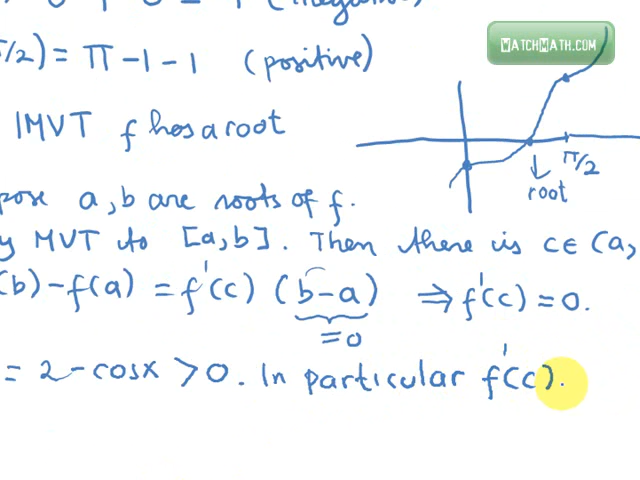 WATCHMATH.COM
π/2) = π - 1 - 1 (positive)
IMVT f has a root
π/2
root
pose a, b are roots of f.
y MVT to [a, b]. Then there is c ∈ (a,
(b) - f(a) = f'(c) (b - a) ⇒ f'(c) = 0.
= 0
= 2 - cosx > 0. In particular f'(c).